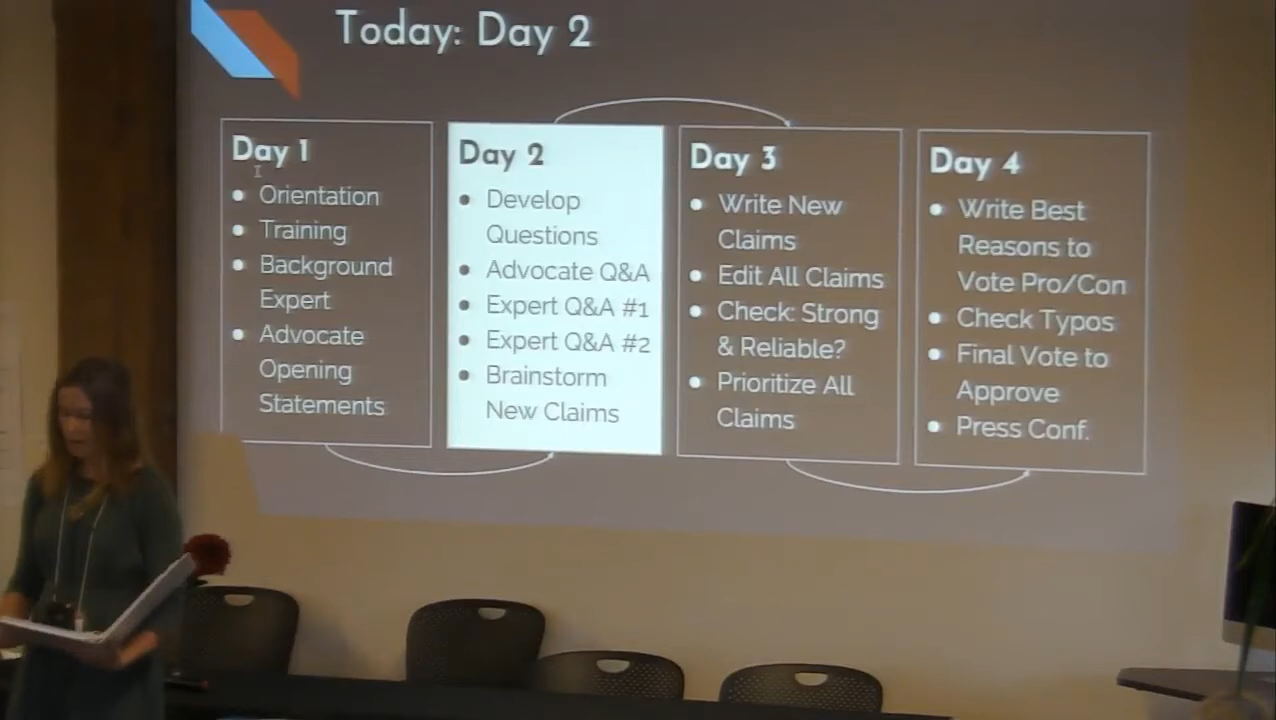 Today: Day 2
Day 1
Orientation
Training
Background
Expert
Advocate
Opening
Statements
Day 2
Develop
Questions
Advocate Q&A
Expert Q&A #1
Expert Q&A #2
Brainstorm
New Claims
Day 3
Write New
Claims
Edit All Claims
Check: Strong
& Reliable?
Prioritize All
Claims
Day 4
Write Best
Reasons to
Vote Pro/Con
Check Typos
Final Vote to
Approve
Press Conf.